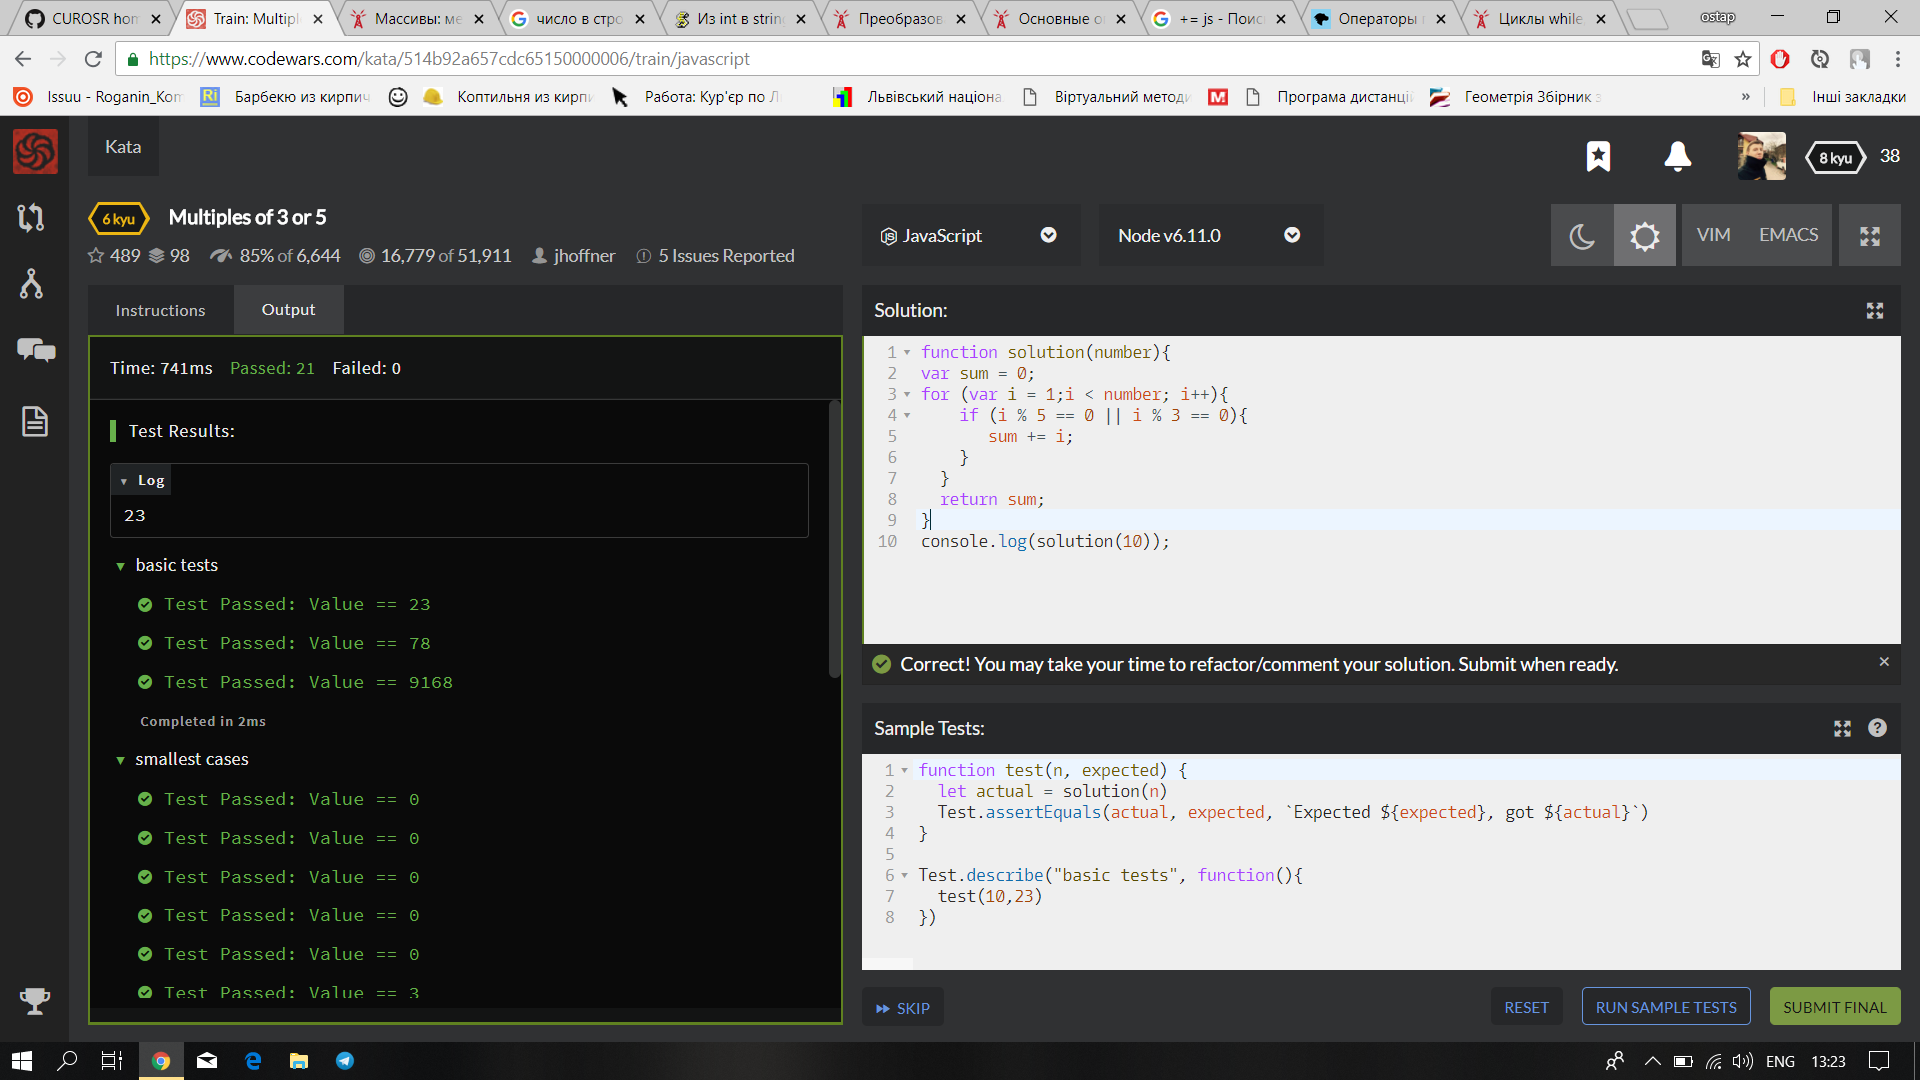 CUROSR hom
Train: Multiple
Массивы: ме
число в стро
Из int в string
Преобразов
Основные о
+= js - Поис
Операторы
Циклы while,
ostap
https://www.codewars.com/kata/514b92a657cdc65150000006/train/javascript
Issuu - Roganin_Kom
Ri
Барбекю из кирпич
Коптильня из кирпи
Работа: Кур'єр по Л
Львівський націона
Віртуальний методи
M
Програма дистанцій
Геометрія Збірник з
»
Інші закладки
Kata
8 kyu
38
6 kyu
Multiples of 3 or 5
489
98
85% of 6,644
16,779 of 51,911
jhoffner
5 Issues Reported
JavaScript
Node v6.11.0
VIM
EMACS
Instructions
Output
Time: 741ms Passed: 21 Failed: 0
Test Results:
Log
23
basic tests
Test Passed: Value == 23
Test Passed: Value == 78
Test Passed: Value == 9168
Completed in 2ms
smallest cases
Test Passed: Value == 0
Test Passed: Value == 0
Test Passed: Value == 0
Test Passed: Value == 0
Test Passed: Value == 0
Test Passed: Value == 3
Solution:
1 function solution(number){
2 var sum = 0;
3 for (var i = 1;i < number; i++){
4     if (i % 5 == 0 || i % 3 == 0){
5        sum += i;
6     }
7   }
8   return sum;
9 }
10 console.log(solution(10));
Correct! You may take your time to refactor/comment your solution. Submit when ready.
Sample Tests:
1 function test(n, expected) {
2   let actual = solution(n)
3   Test.assertEquals(actual, expected, `Expected ${expected}, got ${actual}`)
4 }
5
6 Test.describe("basic tests", function(){
7   test(10,23)
8 })
SKIP
RESET
RUN SAMPLE TESTS
SUBMIT FINAL
ENG
13:23